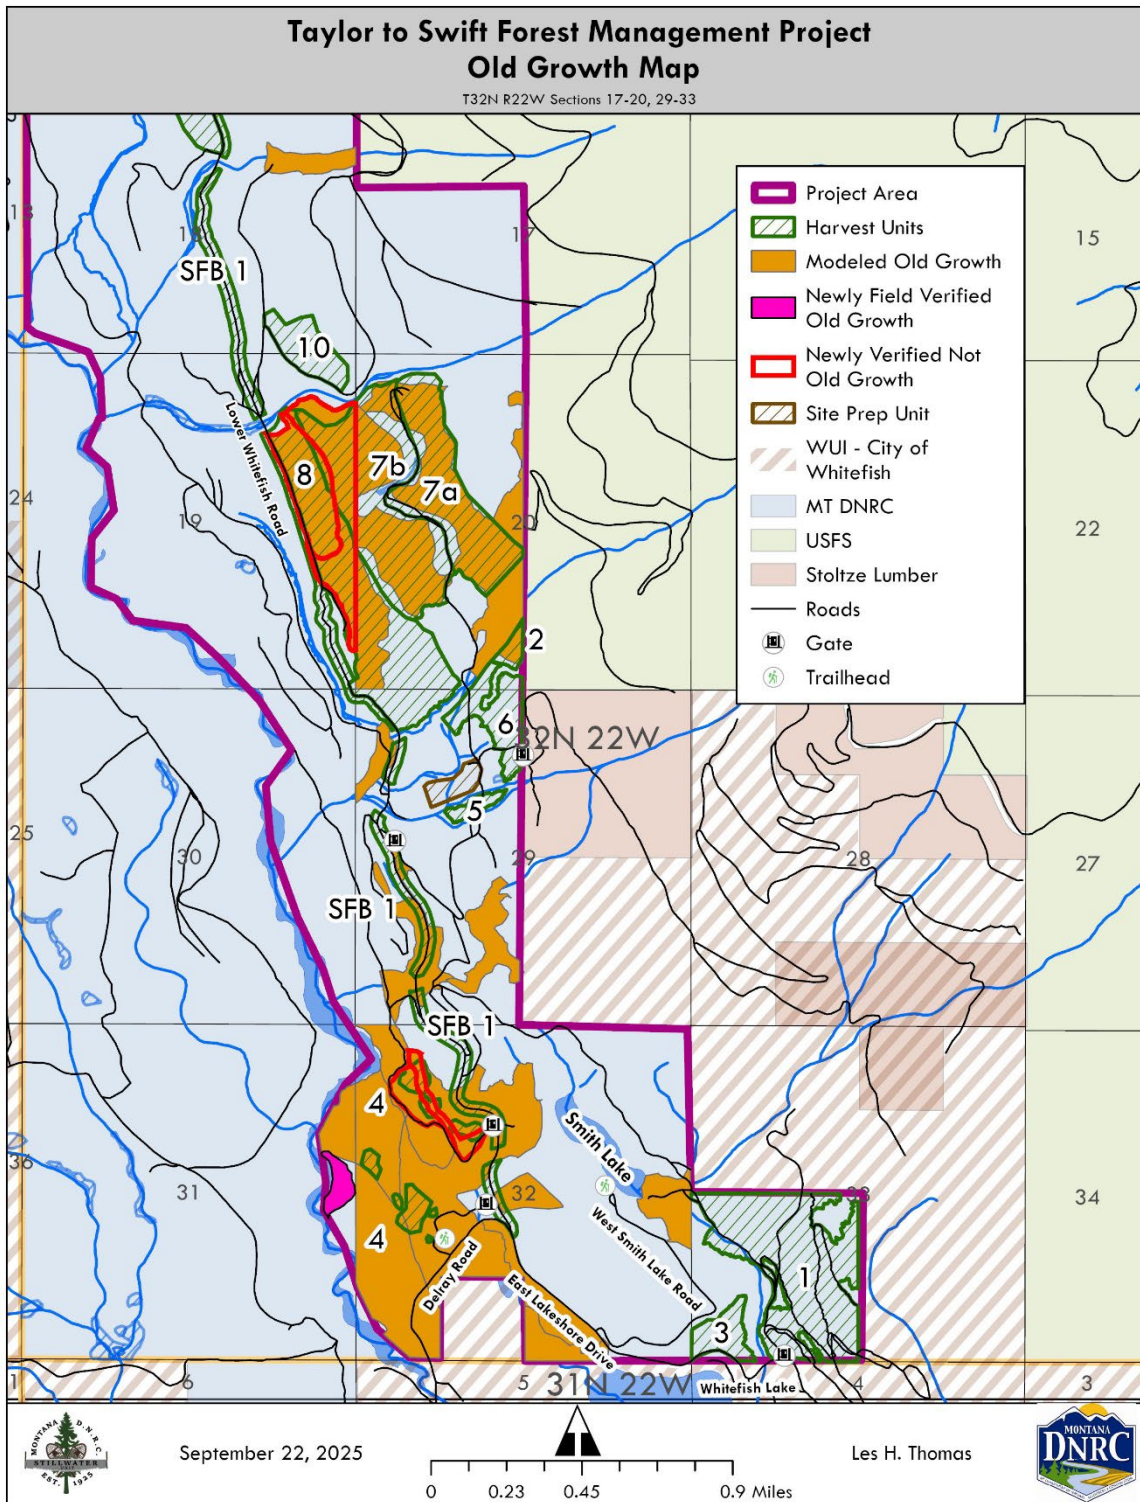 Taylor to Swift Forest Management Project
Old Growth Map
T32N R22W Sections 17-20, 29-33
Project Area
Harvest Units
Modeled Old Growth
Newly Field Verified
Old Growth
Newly Verified Not
Old Growth
Site Prep Unit
WUI - City of
Whitefish
MT DNRC
USFS
Stoltze Lumber
Roads
Gate
Trailhead
13
17
15
SFB 1
10
Lower Whitefish Road
8
7b
7a
24
19
20
22
2
6
32N 22W
5
25
30
29
28
27
SFB 1
SFB 1
4
Smith Lake
36
31
32
34
4
West Smith Lake Road
Delray Road
1
East Lakeshore Drive
3
6
5
31N 22W
Whitefish Lake
4
3
MONTANA D.N.R.C.
STILLWATER
UNIT
EST. 1925
September 22, 2025
0 0.23 0.45 0.9 Miles
Les H. Thomas
MONTANA
DNRC